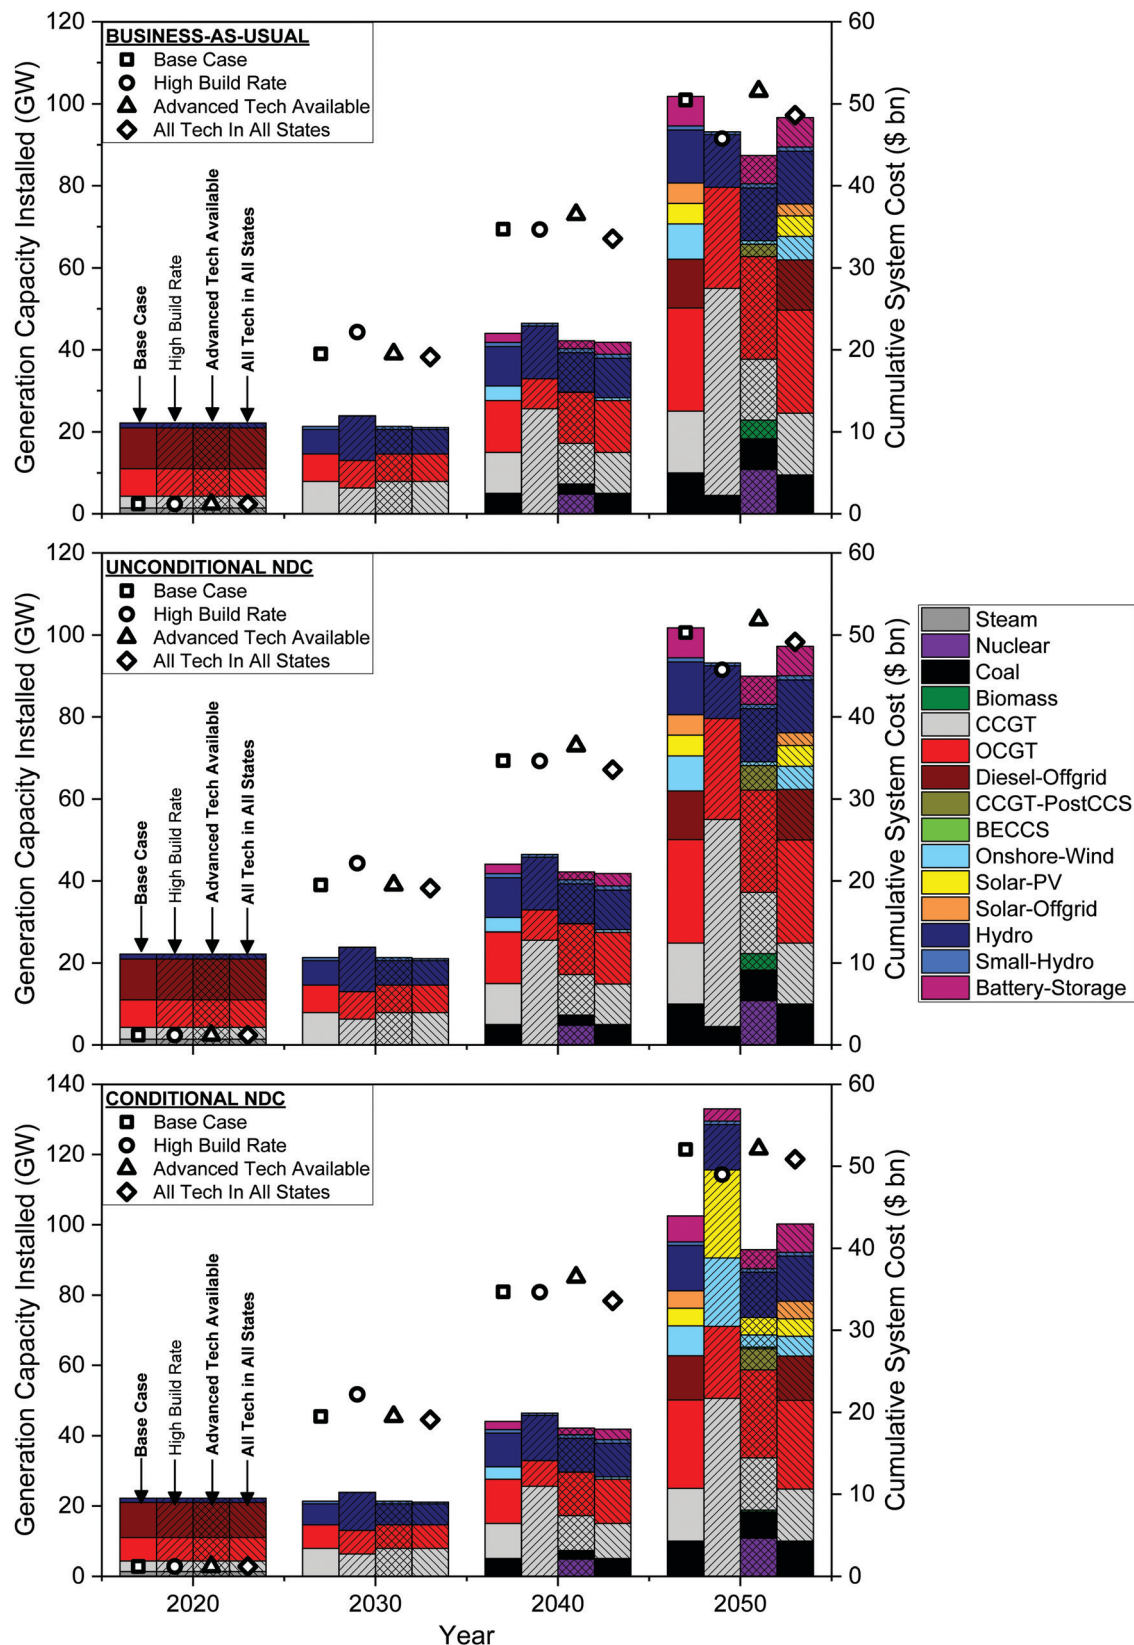 BUSINESS-AS-USUAL
Base Case
High Build Rate
Advanced Tech Available
All Tech In All States
Generation Capacity Installed (GW)
120
100
80
60
40
20
0
Base Case
High Build Rate
Advanced Tech Available
All Tech in All States
60
50
40
30
20
10
0
Cumulative System Cost ($ bn)
UNCONDITIONAL NDC
Base Case
High Build Rate
Advanced Tech Available
All Tech In All States
Generation Capacity Installed (GW)
120
100
80
60
40
20
0
Base Case
High Build Rate
Advanced Tech Available
All Tech in All States
60
50
40
30
20
10
0
Cumulative System Cost ($ bn)
Steam
Nuclear
Coal
Biomass
CCGT
OCGT
Diesel-Offgrid
CCGT-PostCCS
BECCS
Onshore-Wind
Solar-PV
Solar-Offgrid
Hydro
Small-Hydro
Battery-Storage
CONDITIONAL NDC
Base Case
High Build Rate
Advanced Tech Available
All Tech In All States
Generation Capacity Installed (GW)
140
120
100
80
60
40
20
0
Base Case
High Build Rate
Advanced Tech Available
All Tech in All States
60
50
40
30
20
10
0
Cumulative System Cost ($ bn)
2020
2030
2040
2050
Year